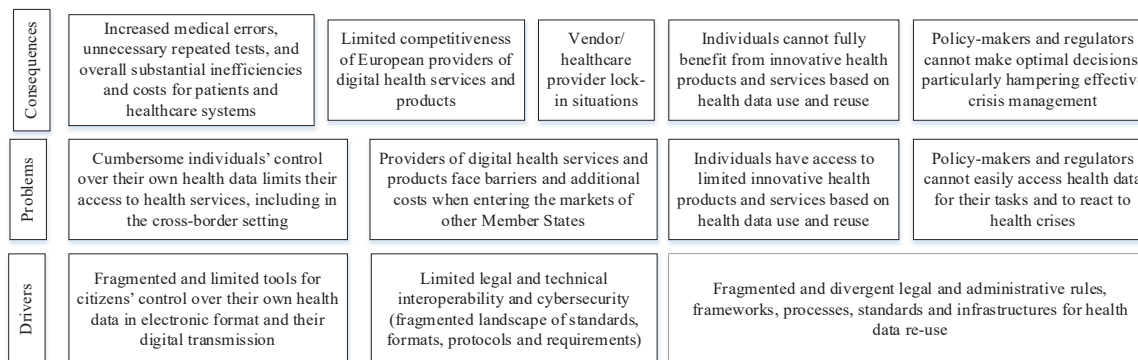 Consequences
Increased medical errors,
unnecessary repeated tests, and
overall substantial inefficiencies
and costs for patients and
healthcare systems
Limited competitiveness
of European providers of
digital health services and
products
Vendor/
healthcare
provider lock-
in situations
Individuals cannot fully
benefit from innovative health
products and services based on
health data use and reuse
Policy-makers and regulators
cannot make optimal decisions
particularly hampering effective
crisis management
Problems
Cumbersome individuals’ control
over their own health data limits their
access to health services, including in
the cross-border setting
Providers of digital health services and
products face barriers and additional
costs when entering the markets of
other Member States
Individuals have access to
limited innovative health
products and services based on
health data use and reuse
Policy-makers and regulators
cannot easily access health data
for their tasks and to react to
health crises
Drivers
Fragmented and limited tools for
citizens’ control over their own health
data in electronic format and their
digital transmission
Limited legal and technical
interoperability and cybersecurity
(fragmented landscape of standards,
formats, protocols and requirements)
Fragmented and divergent legal and administrative rules,
frameworks, processes, standards and infrastructures for health
data re-use